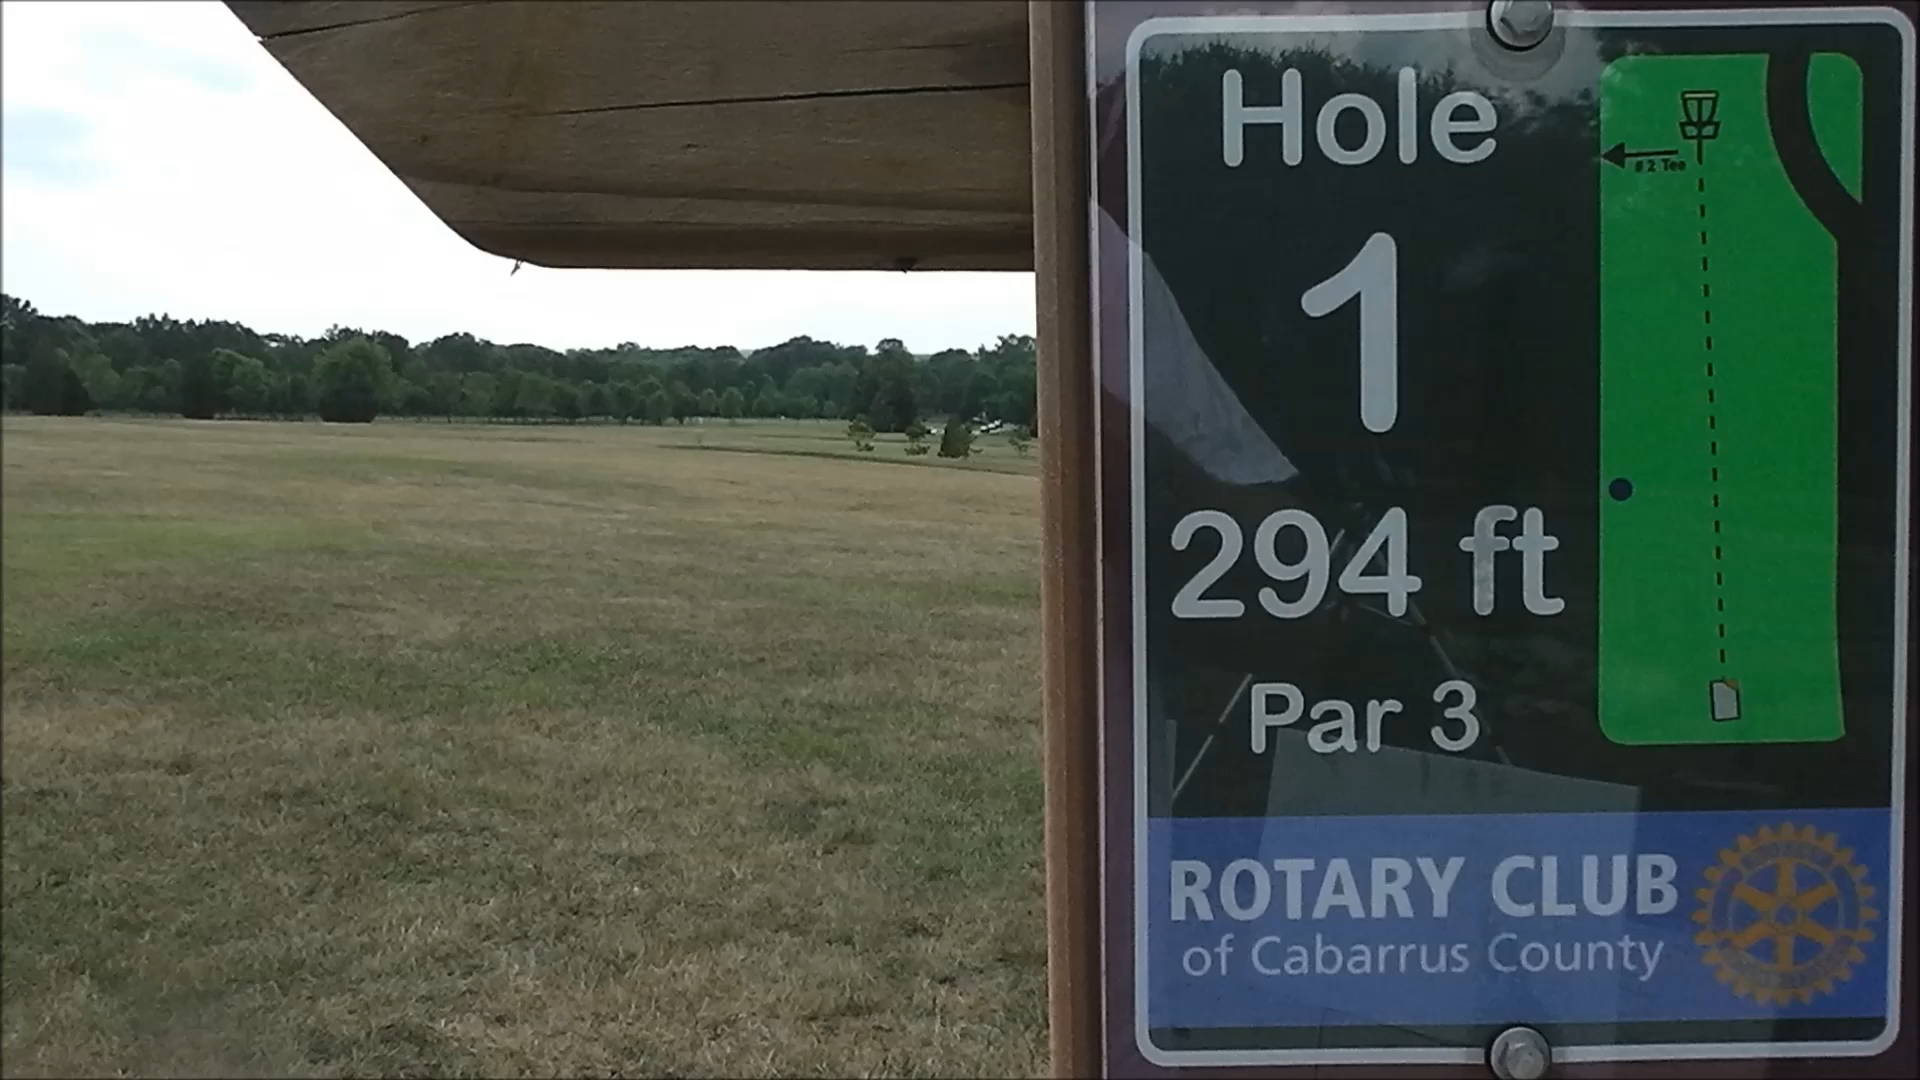 Hole
1
294 ft
Par 3
#2 Tee
ROTARY CLUB
of Cabarrus County